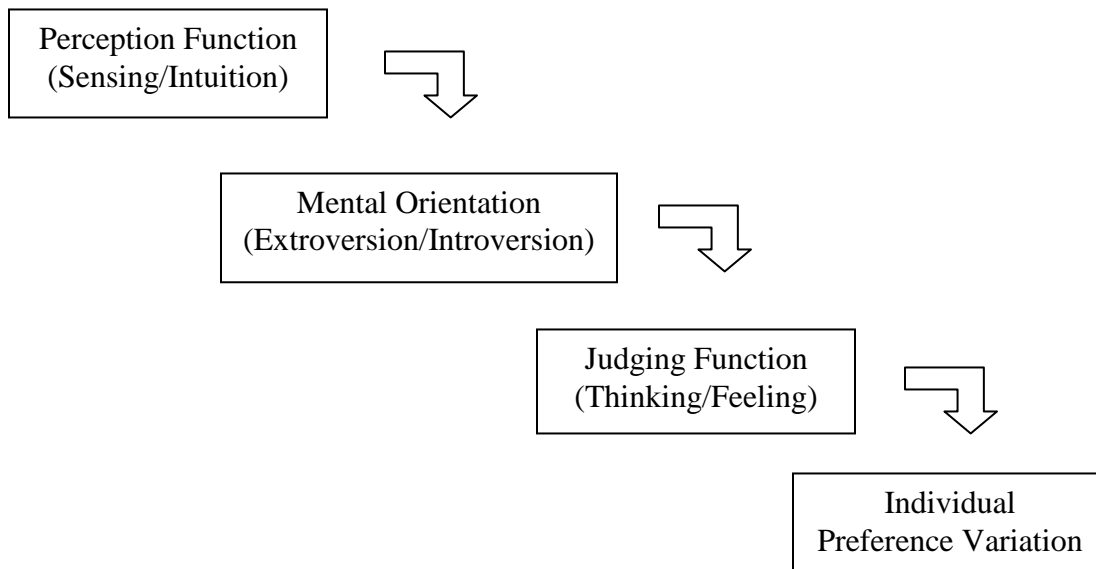 Perception Function
(Sensing/Intuition)
Mental Orientation
(Extroversion/Introversion)
Judging Function
(Thinking/Feeling)
Individual
Preference Variation